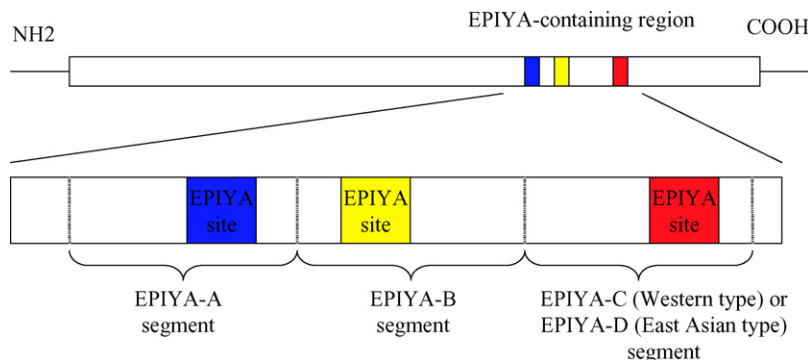 EPIYA-containing region
NH2
COOH
EPIYA
site
EPIYA
site
EPIYA
site
EPIYA-A
segment
EPIYA-B
segment
EPIYA-C (Western type) or
EPIYA-D (East Asian type)
segment